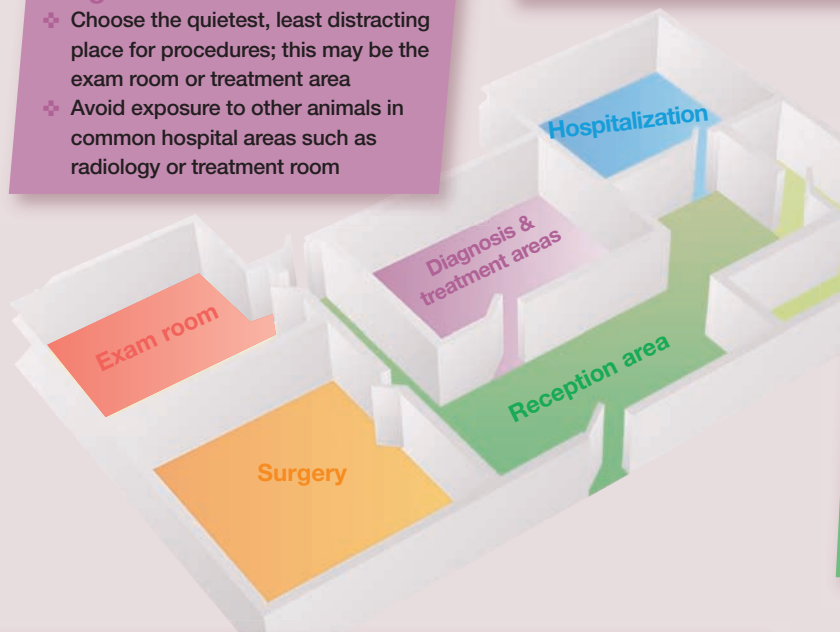 ❖ Choose the quietest, least distracting
place for procedures; this may be the
exam room or treatment area
❖ Avoid exposure to other animals in
common hospital areas such as
radiology or treatment room
Hospitalization
Diagnosis &
treatment areas
Exam room
Reception area
Surgery